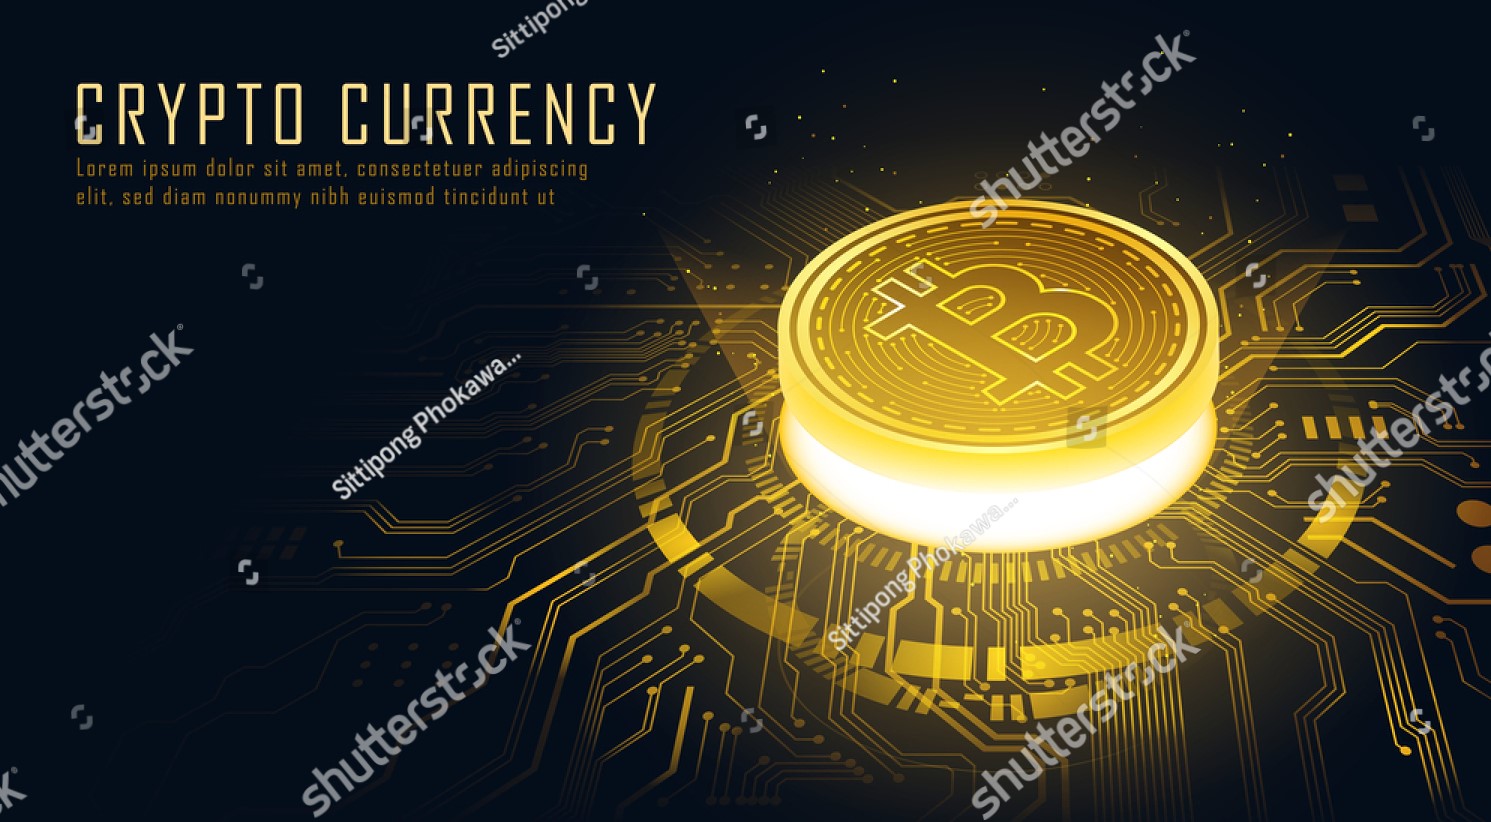 Sittipong
CRYPTO CURRENCY
Lorem ipsum dolor sit amet, consectetuer adipiscing
elit, sed diam nonummy nibh euismod tincidunt ut
shutterstock
shutterstock
Sittipong Phokawa...
shutterstock
Sittipong Phokawa...
shutterstock
shutterstock